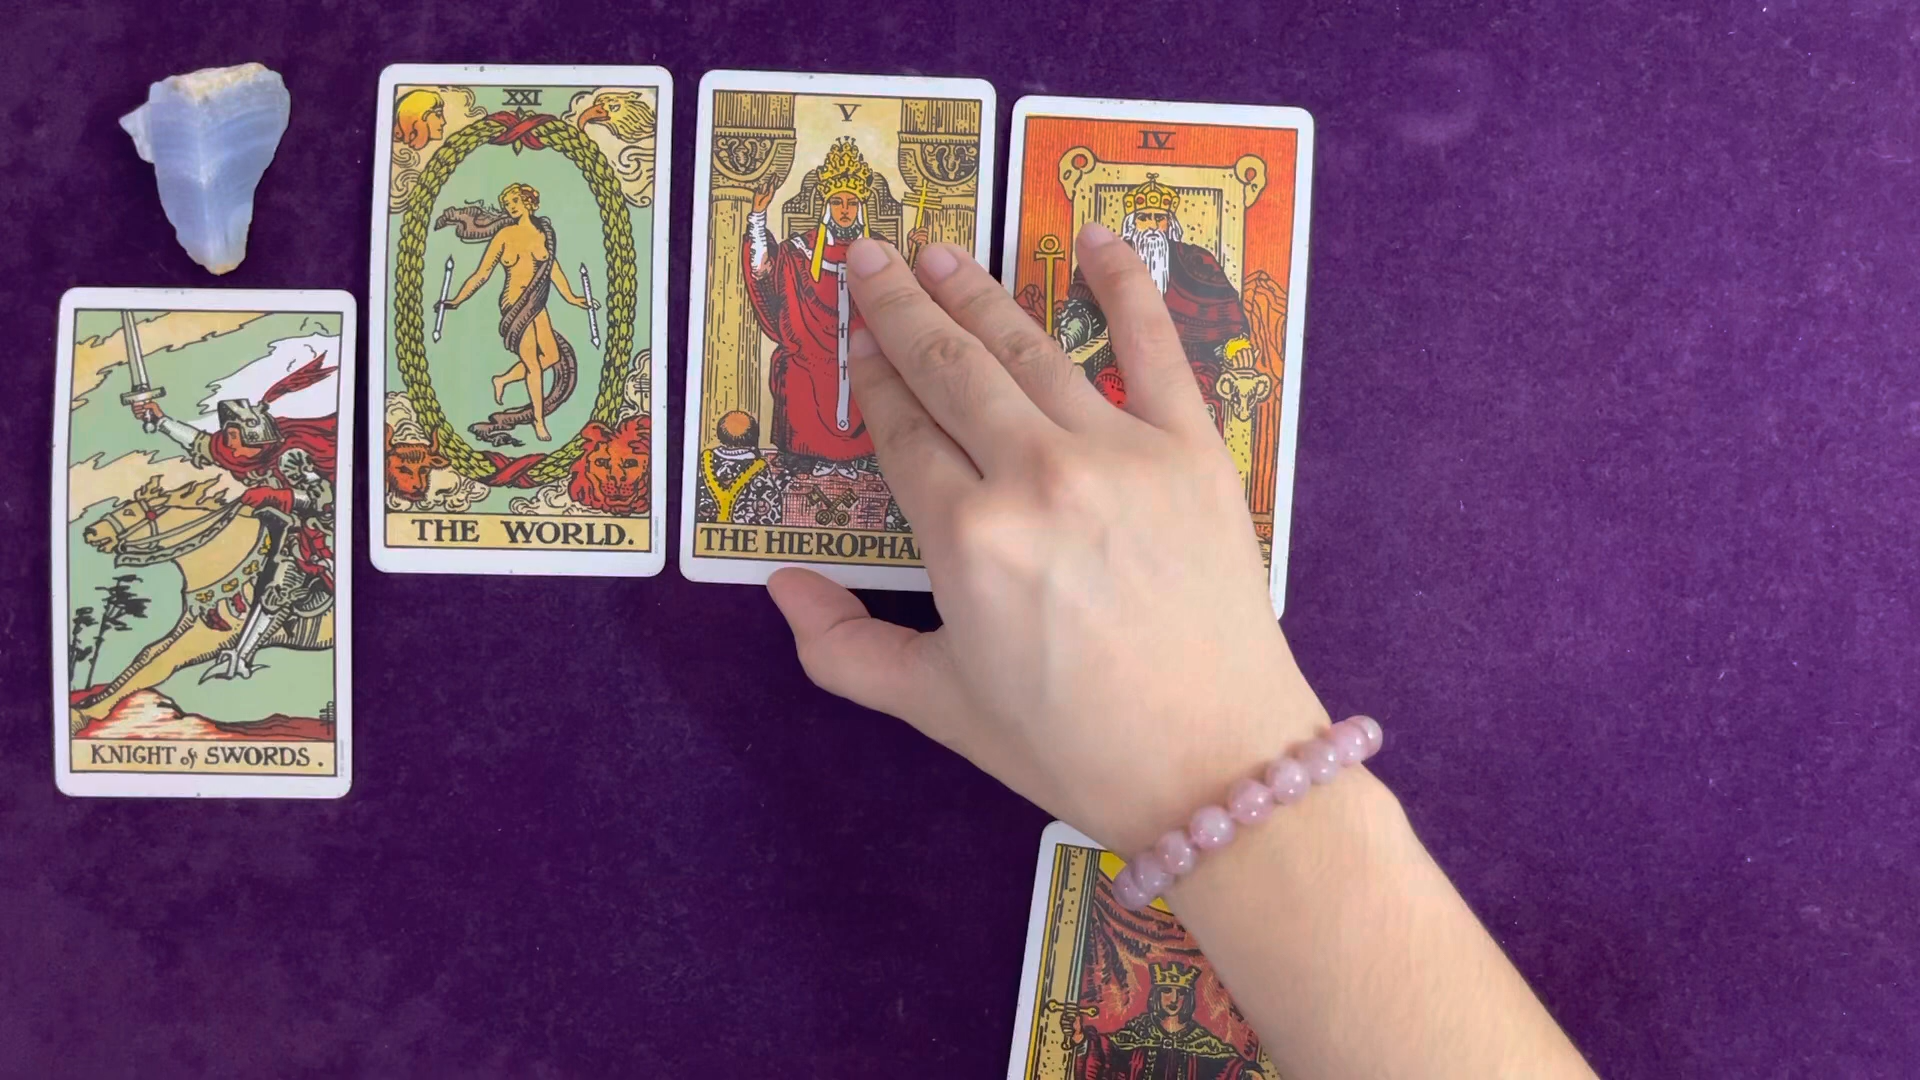 XXI
THE WORLD.
V
THE HIEROPHA
IV
KNIGHT of SWORDS.